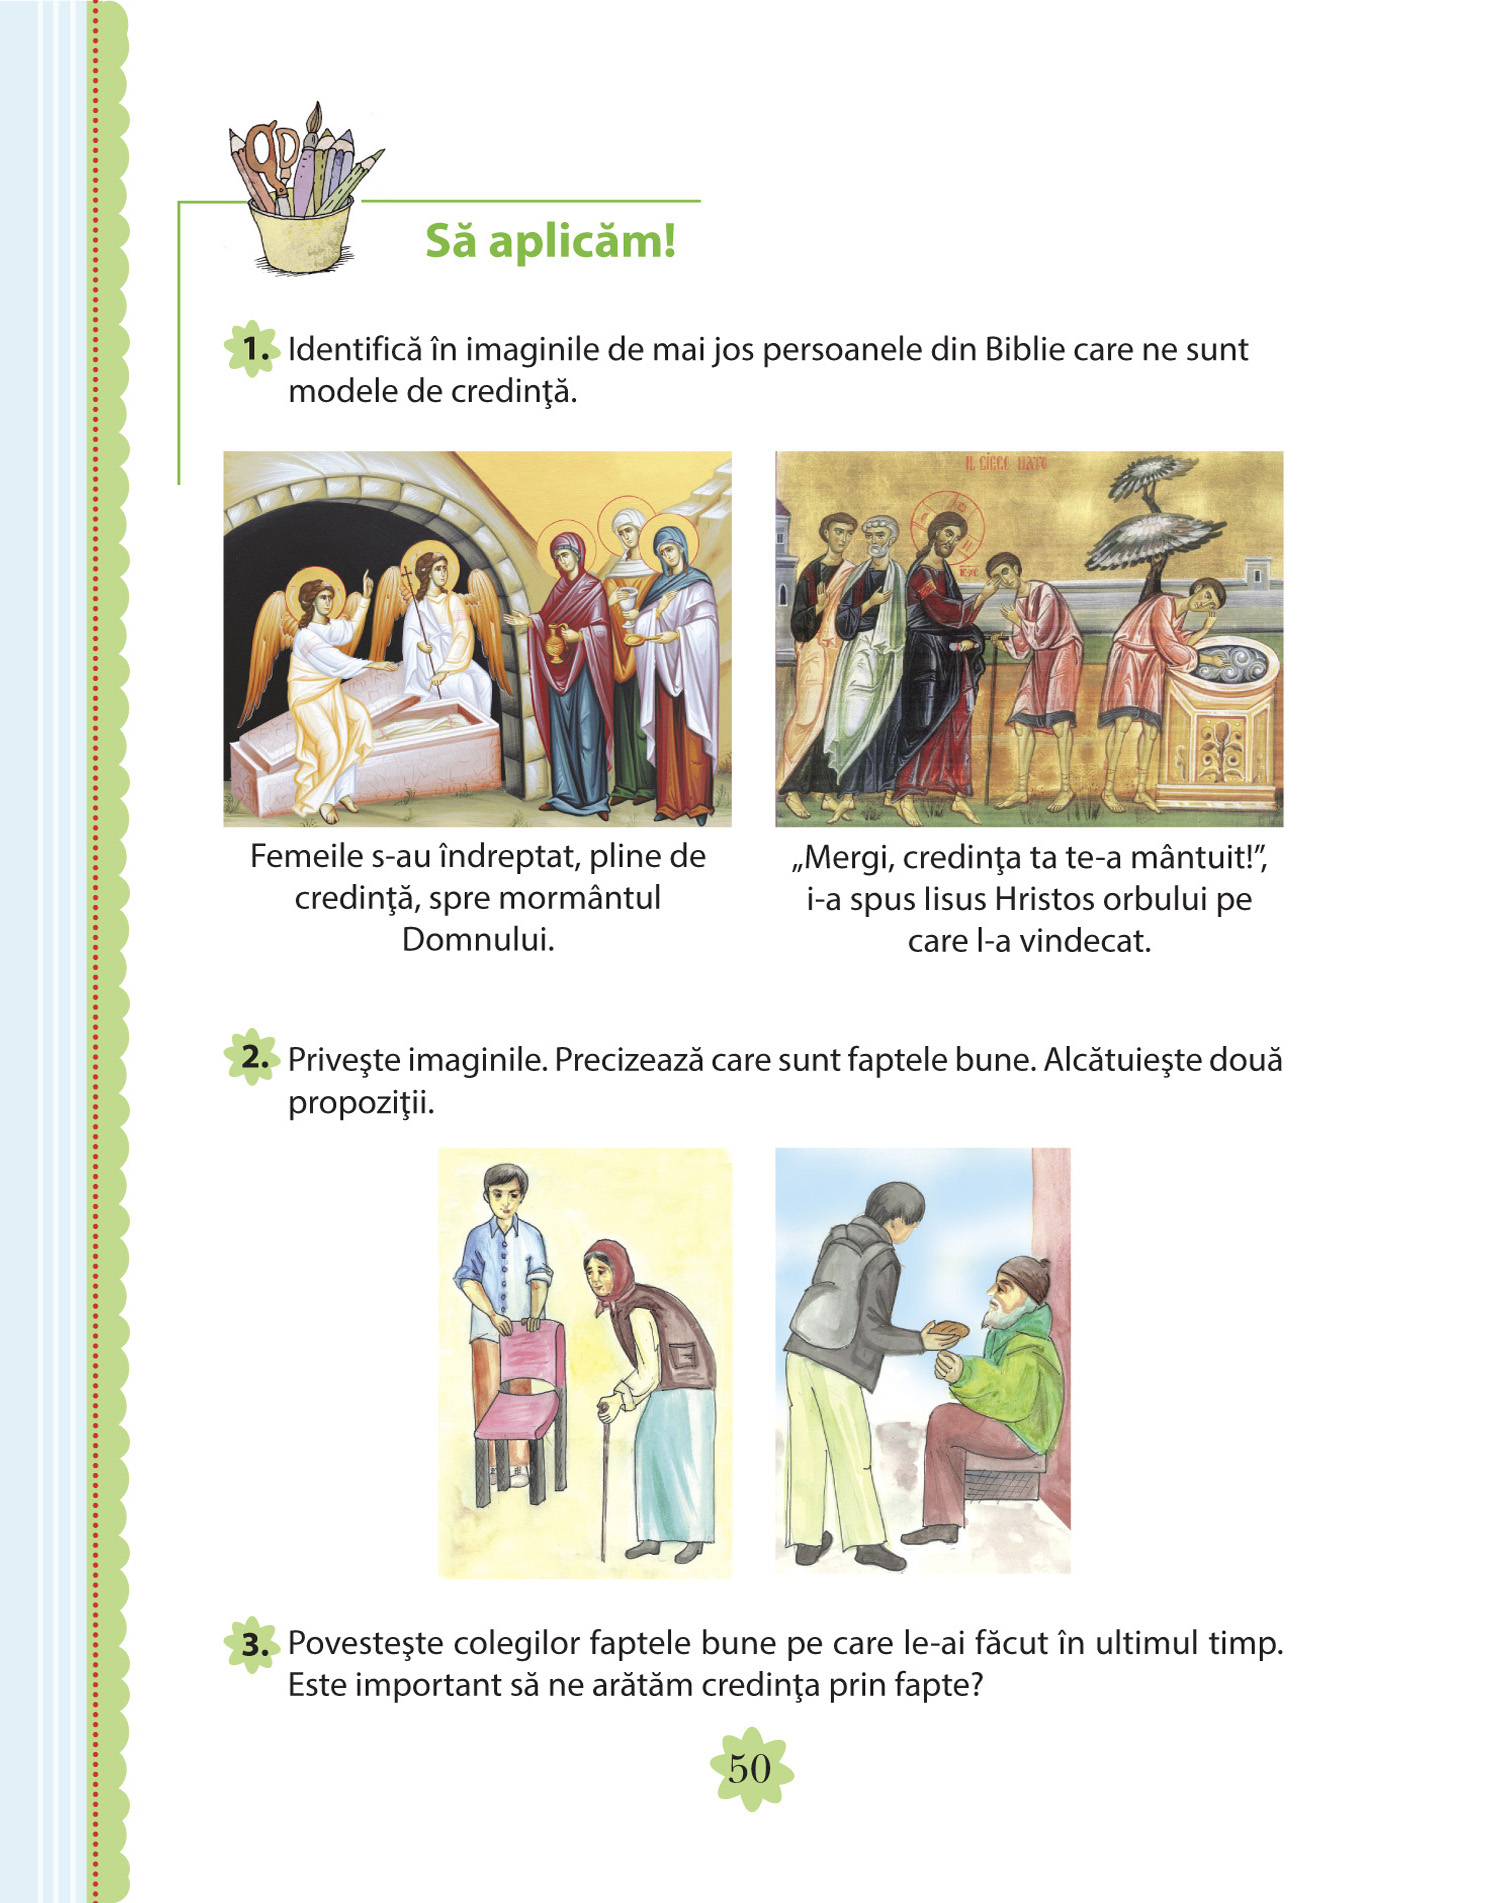 Să aplicăm!
1. Identifică în imaginile de mai jos persoanele din Biblie care ne sunt
modele de credinţă.
Femeile s-au îndreptat, pline de
credinţă, spre mormântul
Domnului.
„Mergi, credinţa ta te-a mântuit!”,
i-a spus Iisus Hristos orbului pe
care l-a vindecat.
2. Priveşte imaginile. Precizează care sunt faptele bune. Alcătuieşte două
propoziţii.
3. Povesteşte colegilor faptele bune pe care le-ai făcut în ultimul timp.
Este important să ne arătăm credinţa prin fapte?
50